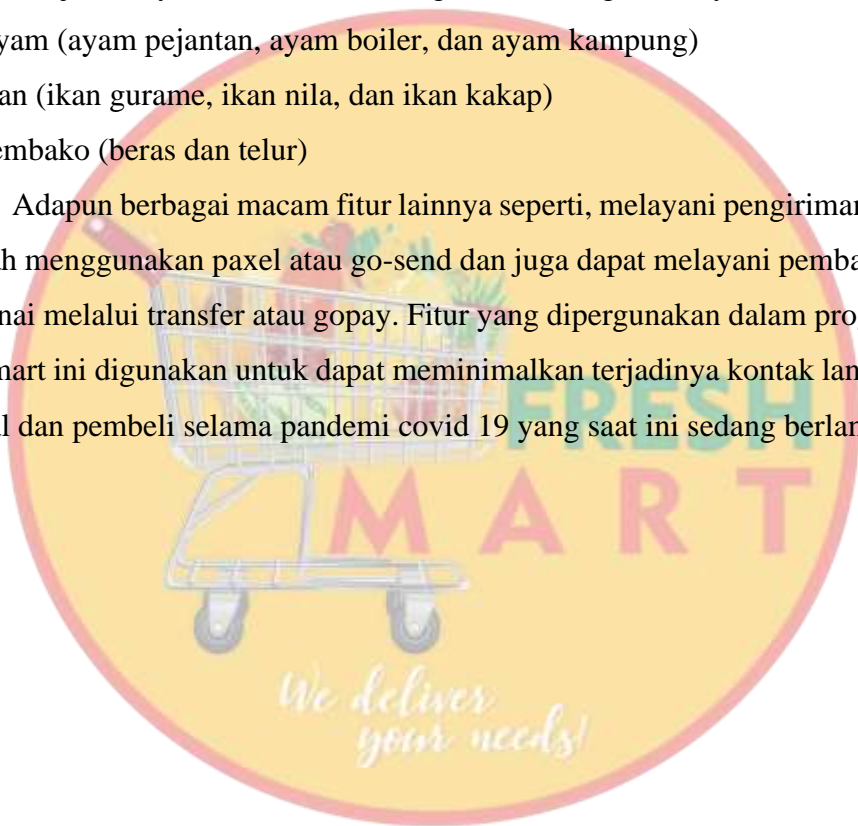 yam (ayam pejantan, ayam boiler, dan ayam kampung)
an (ikan gurame, ikan nila, dan ikan kakap)
embako (beras dan telur)
Adapun berbagai macam fitur lainnya seperti, melayani pengiriman
ah menggunakan paxel atau go-send dan juga dapat melayani pemba
nai melalui transfer atau gopay. Fitur yang dipergunakan dalam pro
mart ini digunakan untuk dapat meminimalkan terjadinya kontak lan
l dan pembeli selama pandemi covid 19 yang saat ini sedang berlan
FRESH
MART
We deliver
your needs!